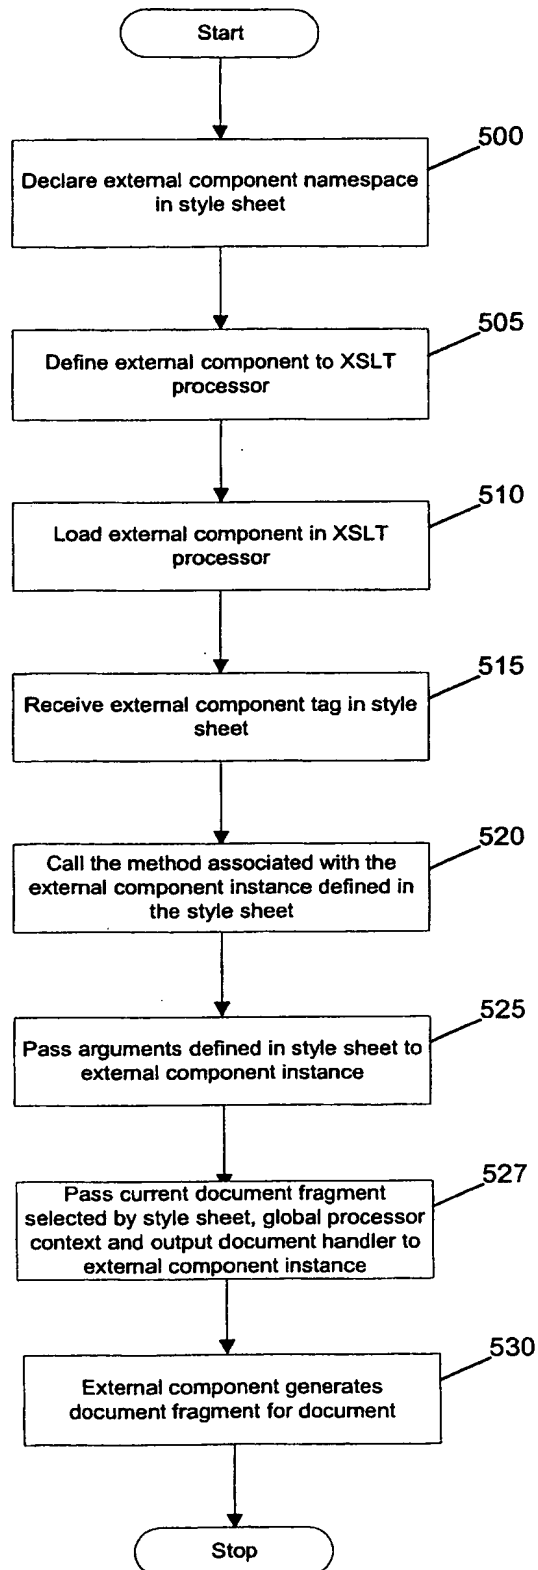 Start
500
Declare external component namespace
in style sheet
505
Define external component to XSLT
processor
510
Load external component in XSLT
processor
515
Receive external component tag in style
sheet
520
Call the method associated with the
external component instance defined in
the style sheet
525
Pass arguments defined in style sheet to
external component instance
527
Pass current document fragment
selected by style sheet, global processor
context and output document handler to
external component instance
530
External component generates
document fragment for document
Stop